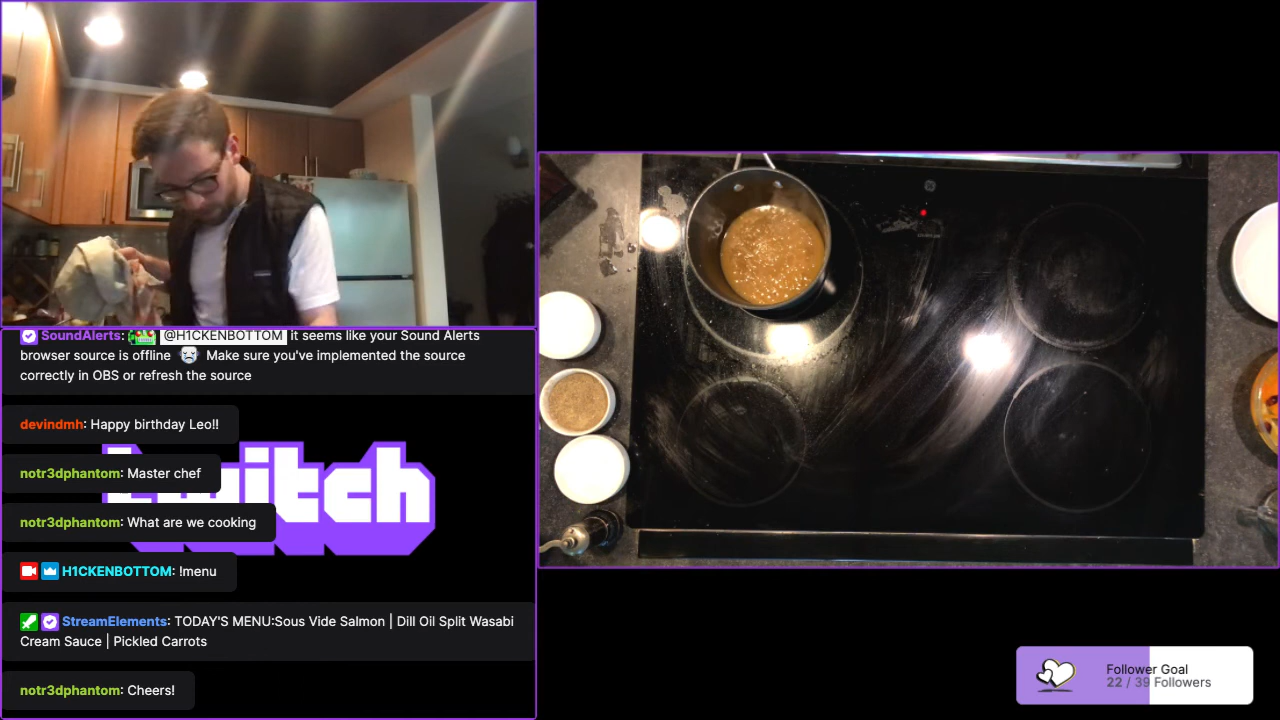 SoundAlerts: @H1CKENBOTTOM it seems like your Sound Alerts
browser source is offline Make sure you've implemented the source
correctly in OBS or refresh the source
devindmh: Happy birthday Leo!!
notr3dphantom: Master chef
twitch
notr3dphantom: What are we cooking
H1CKENBOTTOM: !menu
StreamElements: TODAY'S MENU:Sous Vide Salmon | Dill Oil Split Wasabi
Cream Sauce | Pickled Carrots
notr3dphantom: Cheers!
Follower Goal
22 / 39 Followers